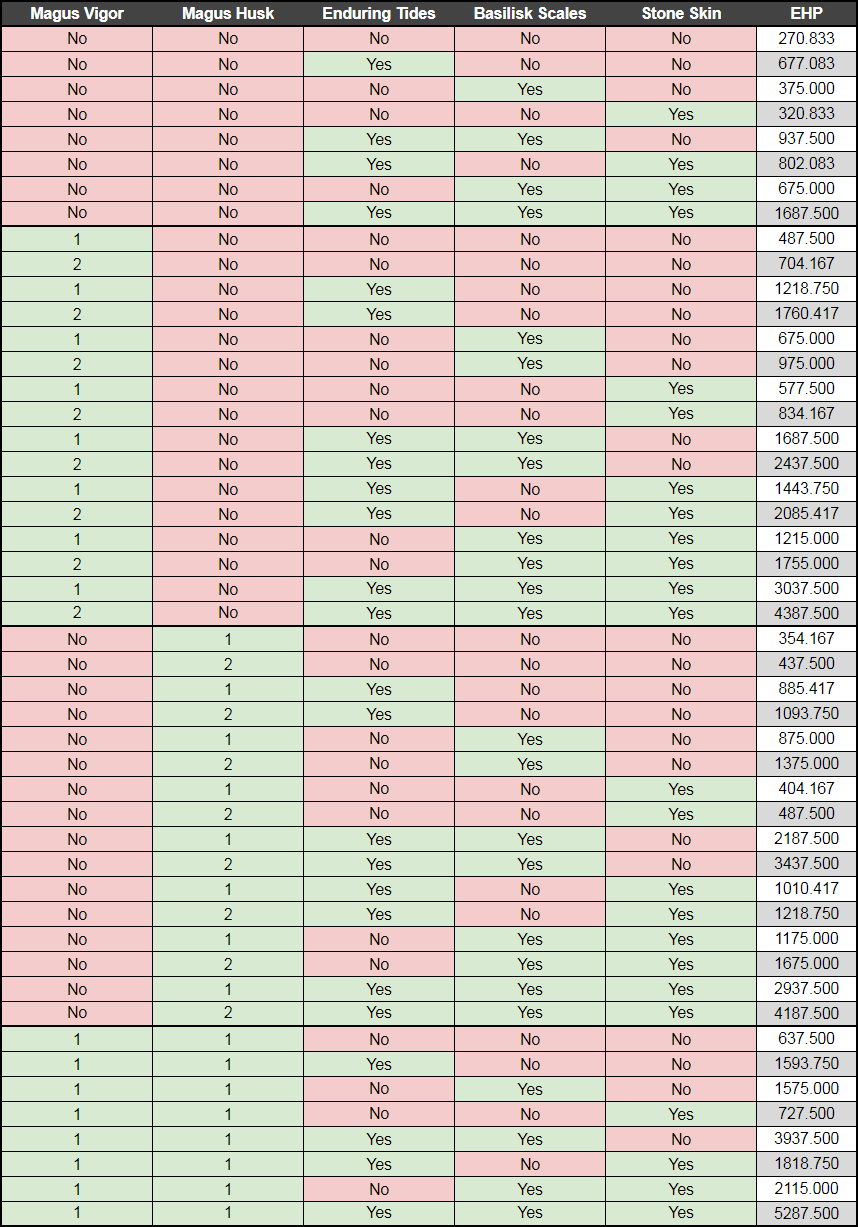 Magus Vigor Magus Husk Enduring Tides Basilisk Scales Stone Skin EHP
No No No No No 270.833
No No Yes No No 677.083
No No No Yes No 375.000
No No No No Yes 320.833
No No Yes Yes No 937.500
No No Yes No Yes 802.083
No No No Yes Yes 675.000
No No Yes Yes Yes 1687.500
1 No No No No 487.500
2 No No No No 704.167
1 No Yes No No 1218.750
2 No Yes No No 1760.417
1 No No Yes No 675.000
2 No No Yes No 975.000
1 No No No Yes 577.500
2 No No No Yes 834.167
1 No Yes Yes No 1687.500
2 No Yes Yes No 2437.500
1 No Yes No Yes 1443.750
2 No Yes No Yes 2085.417
1 No No Yes Yes 1215.000
2 No No Yes Yes 1755.000
1 No Yes Yes Yes 3037.500
2 No Yes Yes Yes 4387.500
No 1 No No No 354.167
No 2 No No No 437.500
No 1 Yes No No 885.417
No 2 Yes No No 1093.750
No 1 No Yes No 875.000
No 2 No Yes No 1375.000
No 1 No No Yes 404.167
No 2 No No Yes 487.500
No 1 Yes Yes No 2187.500
No 2 Yes Yes No 3437.500
No 1 Yes No Yes 1010.417
No 2 Yes No Yes 1218.750
No 1 No Yes Yes 1175.000
No 2 No Yes Yes 1675.000
No 1 Yes Yes Yes 2937.500
No 2 Yes Yes Yes 4187.500
1 1 No No No 637.500
1 1 Yes No No 1593.750
1 1 No Yes No 1575.000
1 1 No No Yes 727.500
1 1 Yes Yes No 3937.500
1 1 Yes No Yes 1818.750
1 1 No Yes Yes 2115.000
1 1 Yes Yes Yes 5287.500